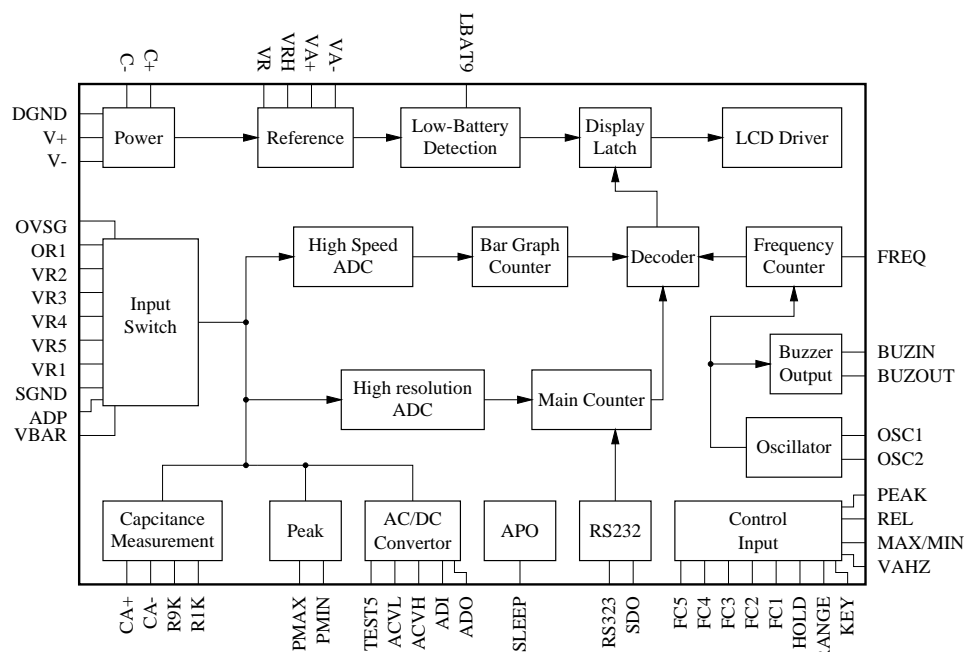 C-
C+
VR
VRH
VA+
VA-
LBAT9
DGND
V+
V-
Power
Reference
Low-Battery
Detection
Display
Latch
LCD Driver
OVSG
OR1
VR2
VR3
VR4
VR5
VR1
SGND
ADP
VBAR
Input
Switch
High Speed
ADC
Bar Graph
Counter
Decoder
Frequency
Counter
FREQ
High resolution
ADC
Main Counter
Buzzer
Output
BUZIN
BUZOUT
Oscillator
OSC1
OSC2
Capcitance
Measurement
Peak
AC/DC
Convertor
APO
RS232
Control
Input
PEAK
REL
MAX/MIN
VAHZ
CA+
CA-
R9K
R1K
PMAX
PMIN
TEST5
ACVL
ACVH
ADI
ADO
SLEEP
RS323
SDO
FC5
FC4
FC3
FC2
FC1
HOLD
RANGE
KEY